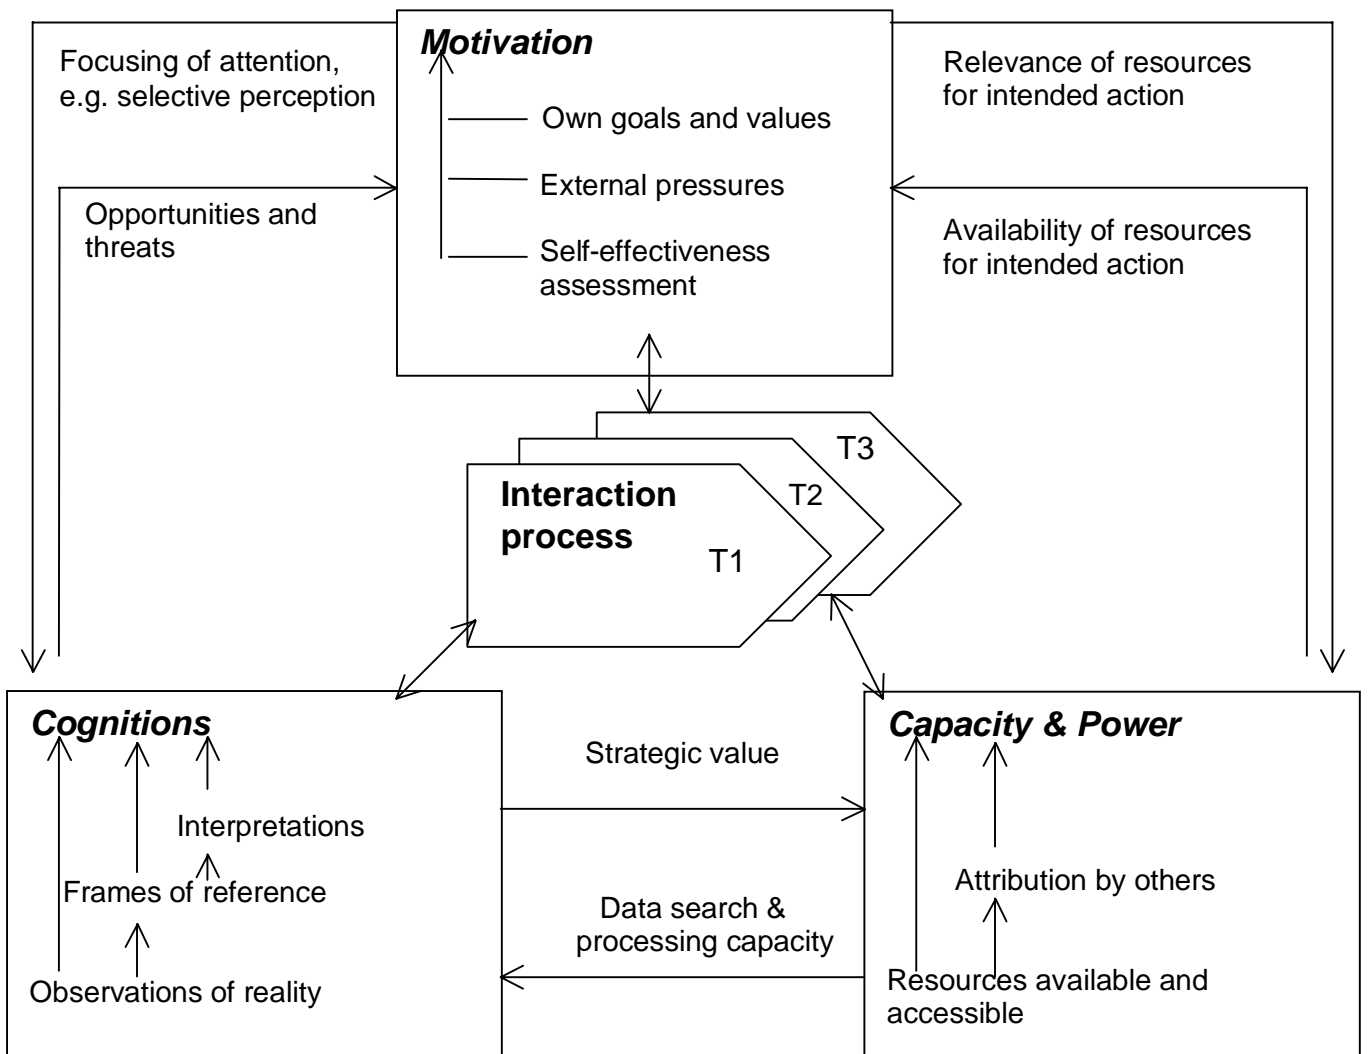 Motivation
Focusing of attention,
e.g. selective perception
Relevance of resources
for intended action
Own goals and values
External pressures
Opportunities and
threats
Self-effectiveness
assessment
Availability of resources
for intended action
T3
T2
Interaction
process
T1
Cognitions
Capacity & Power
Strategic value
Interpretations
Frames of reference
Attribution by others
Data search &
processing capacity
Observations of reality
Resources available and
accessible